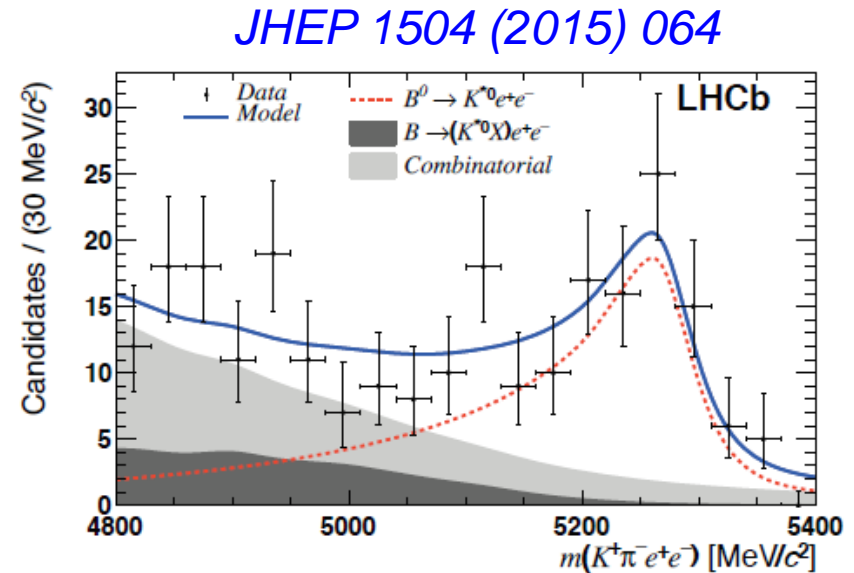 JHEP 1504 (2015) 064
LHCb
Data
Model
B⁰ → K*⁰e⁺e⁻
B →(K*⁰X)e⁺e⁻
Combinatorial
Candidates / (30 MeV/c²)
30
25
20
15
10
5
0
4800 5000 5200 5400
m(K⁺π⁻e⁺e⁻) [MeV/c²]